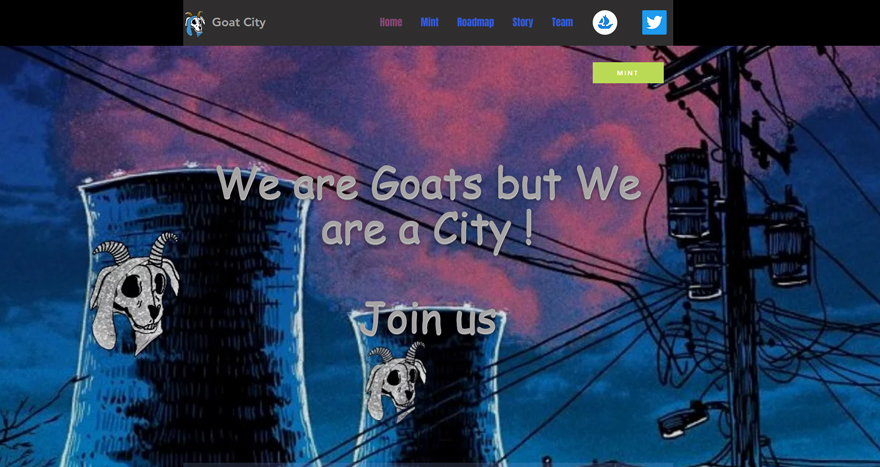 Goat City
Home Mint Roadmap Story Team
MINT
We are Goats but We
are a City !
Join us